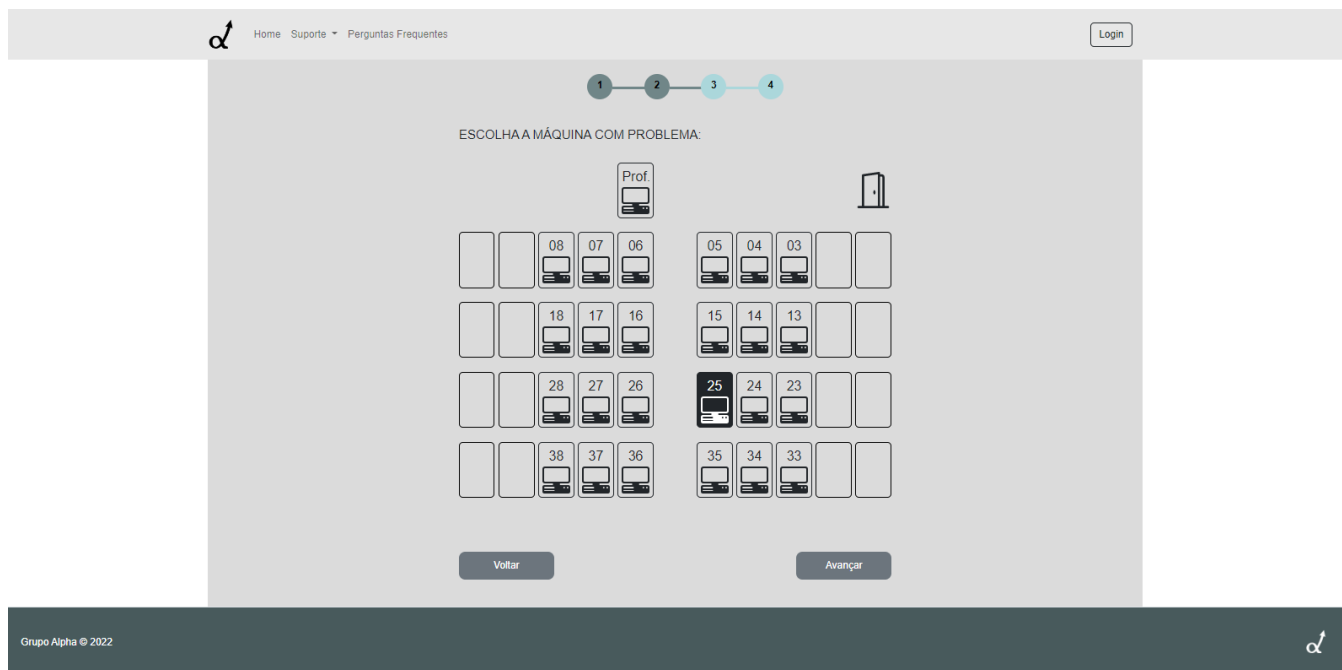 Home Suporte Perguntas Frequentes Login
1 2 3 4
ESCOLHA A MÁQUINA COM PROBLEMA:
Prof.
08 07 06 05 04 03
18 17 16 15 14 13
28 27 26 25 24 23
38 37 36 35 34 33
Voltar Avançar
Grupo Alpha © 2022